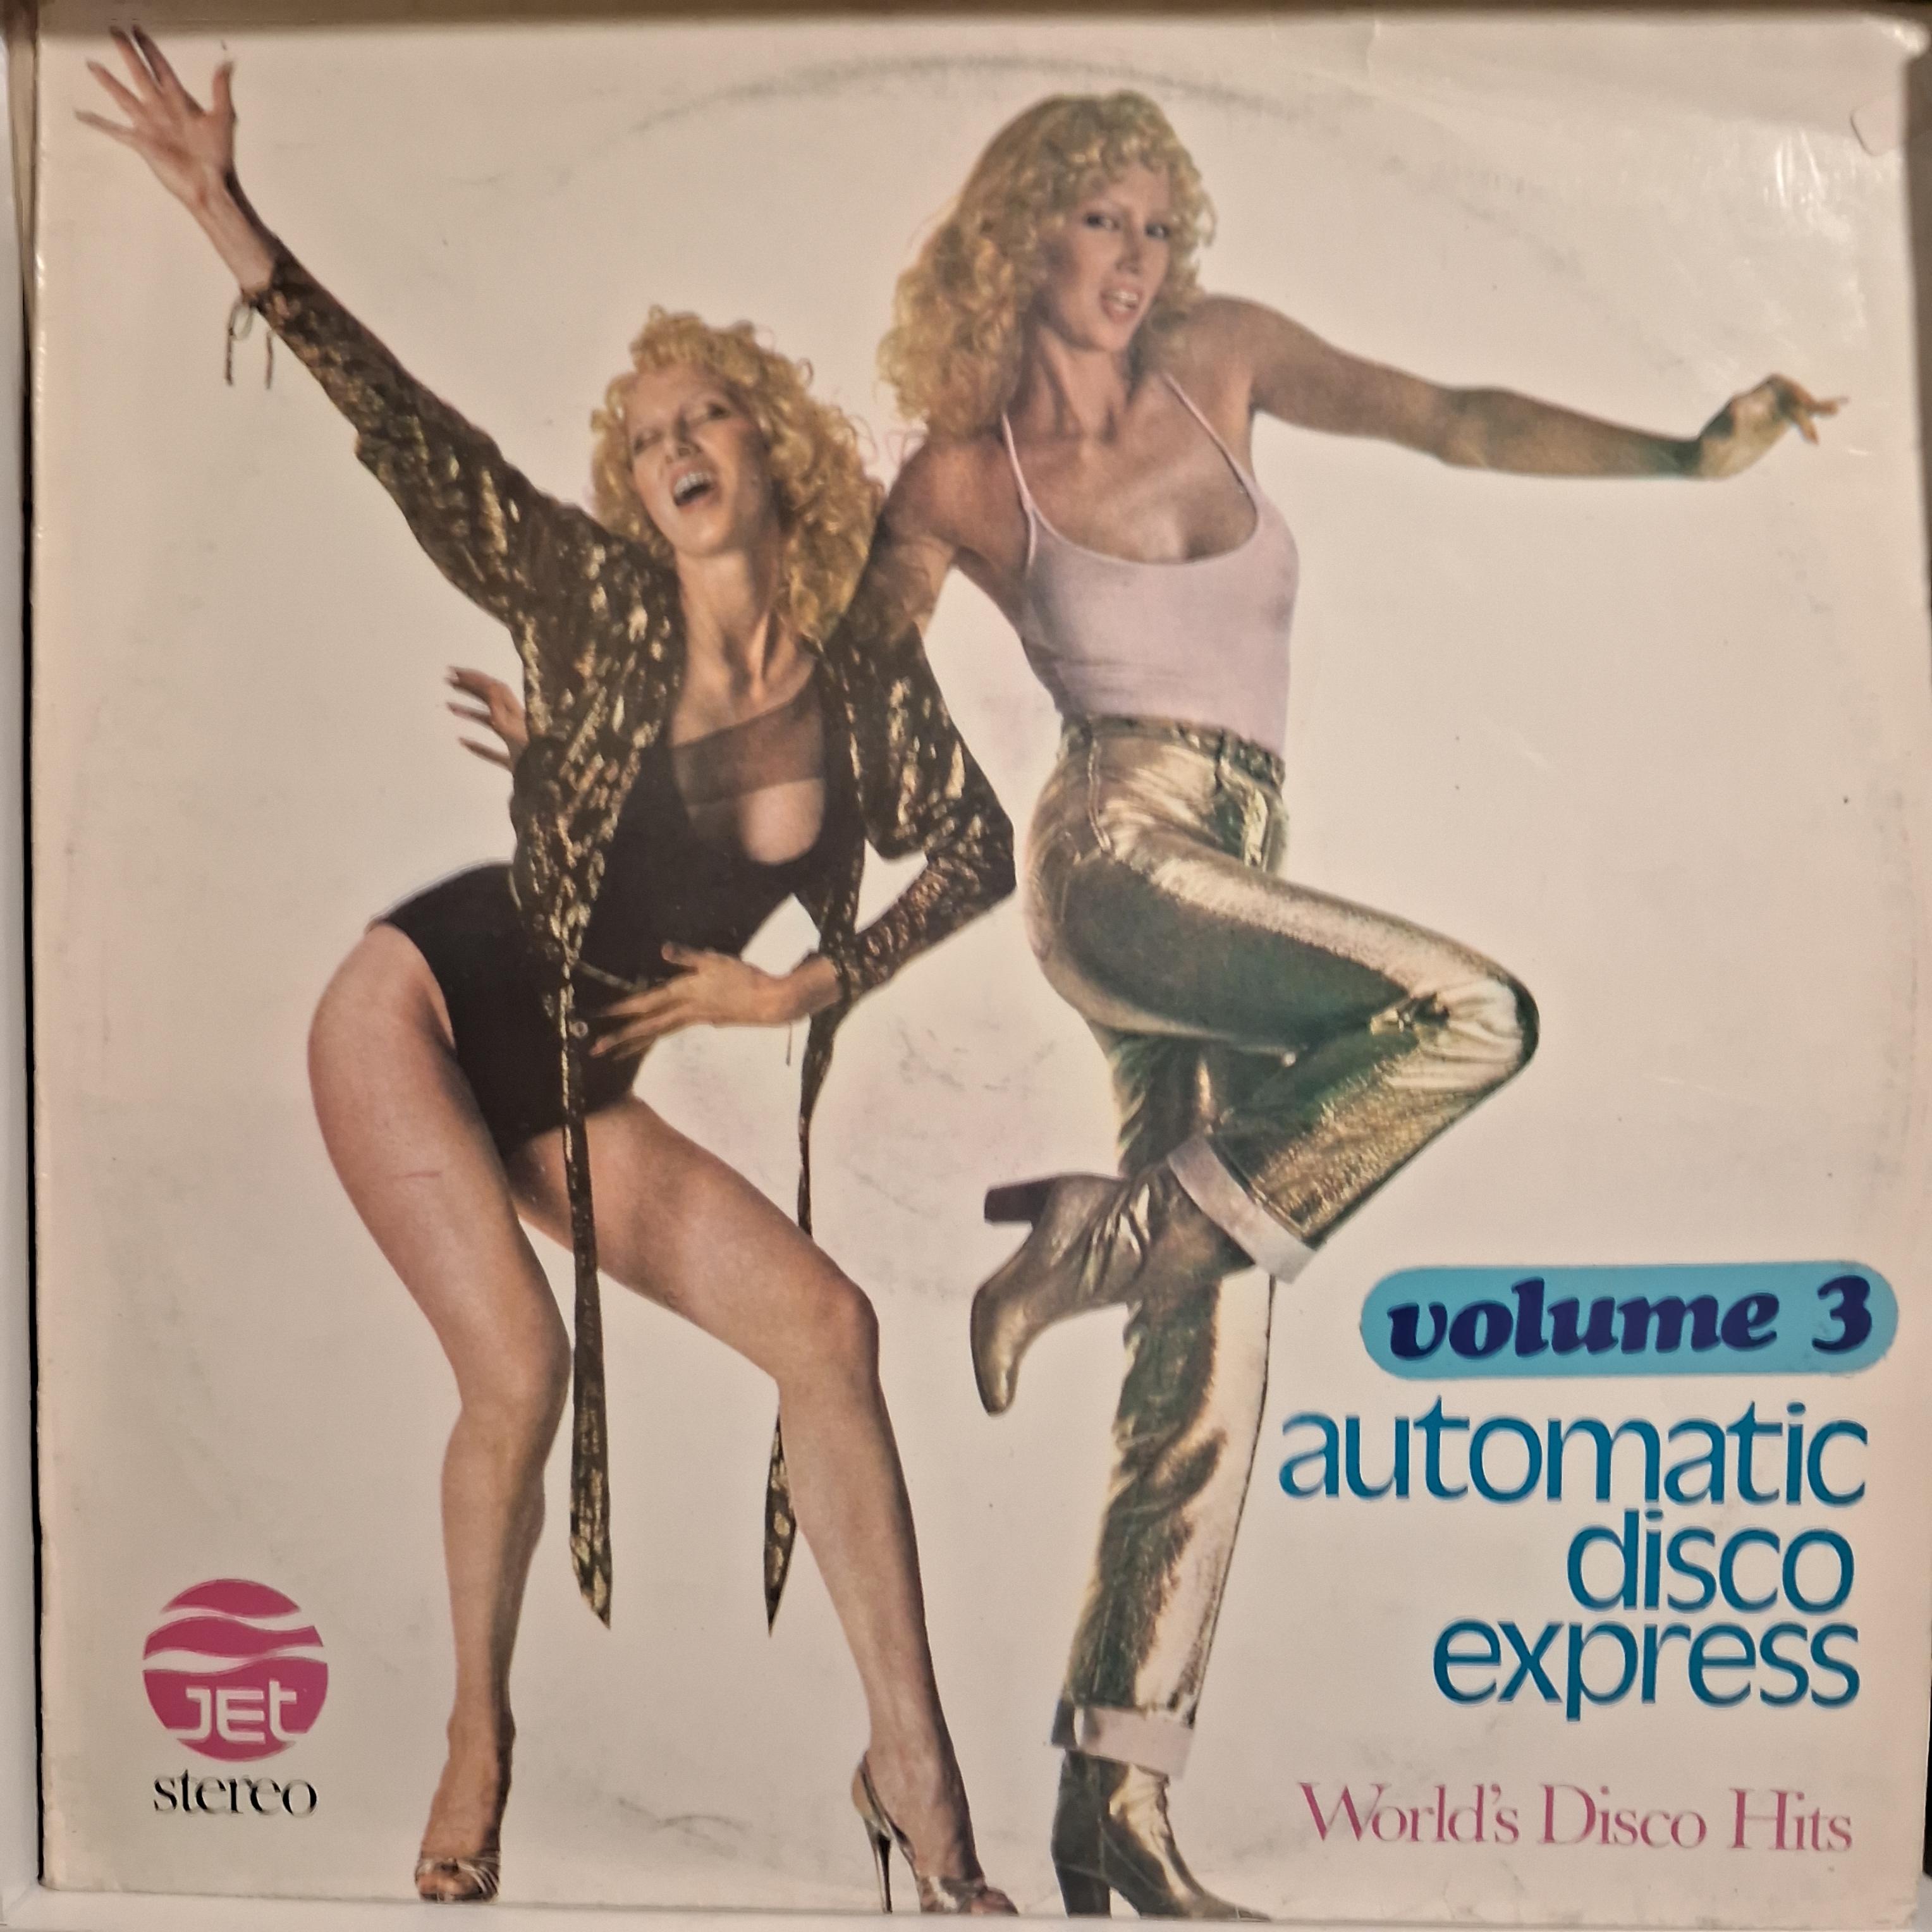 volume 3
automatic
disco
express
World's Disco Hits
JEt
stereo